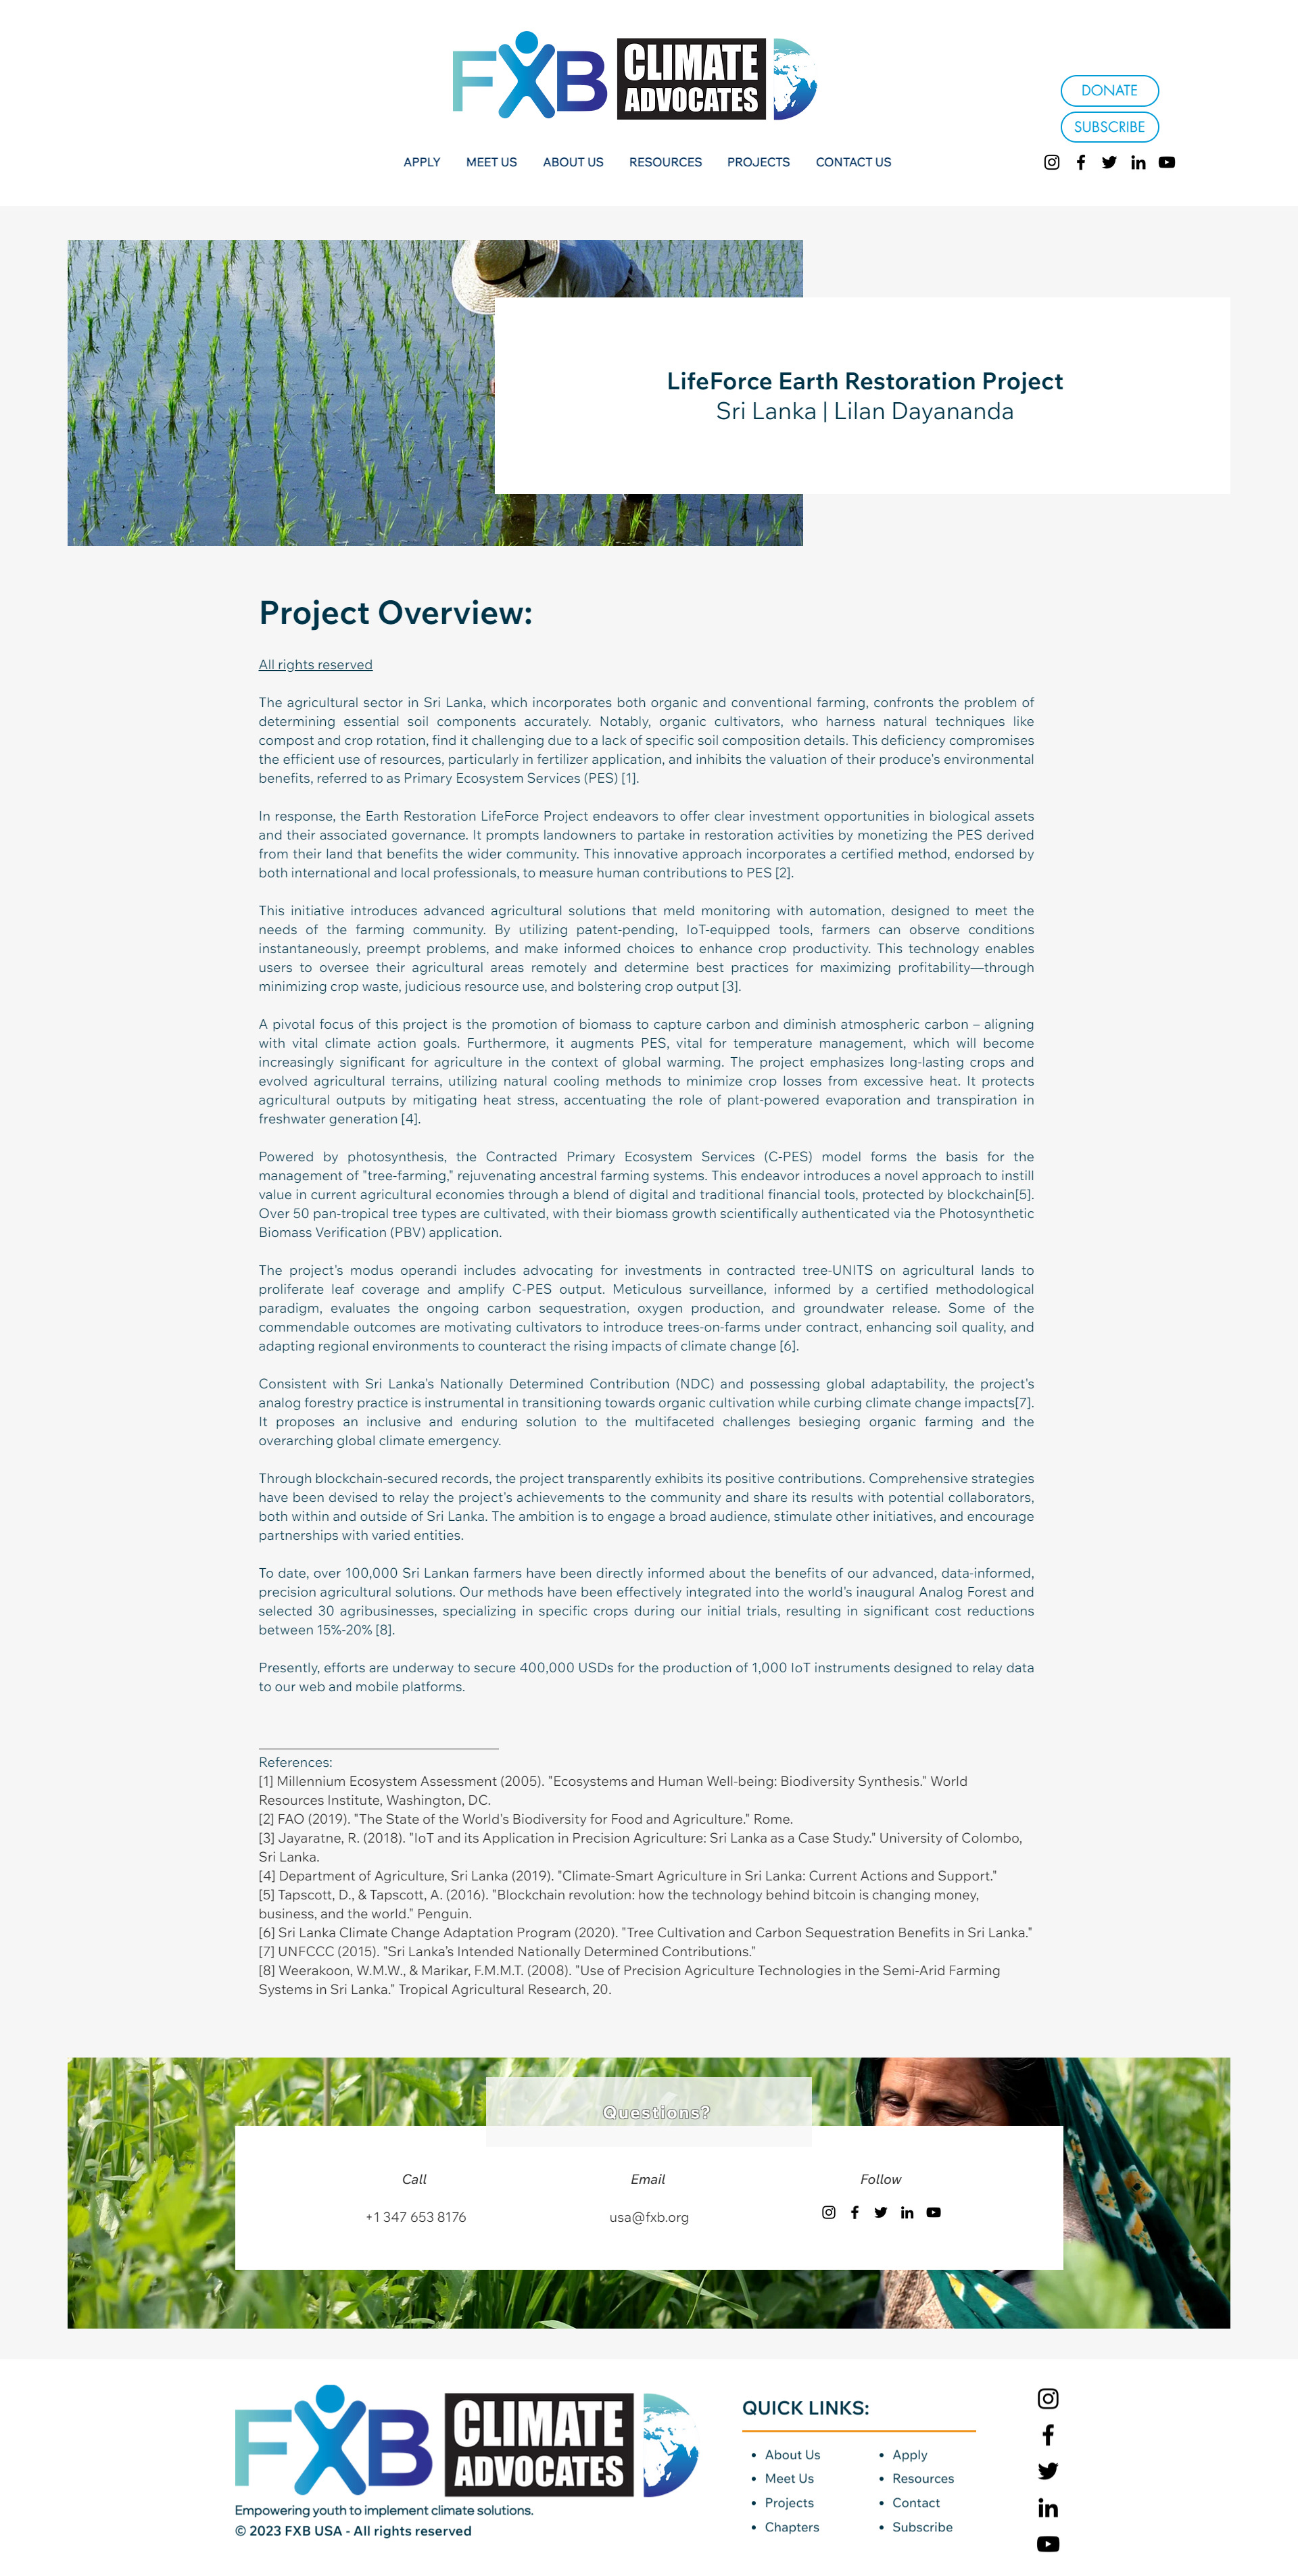 FXB CLIMATE ADVOCATES
DONATE
SUBSCRIBE
APPLY MEET US ABOUT US RESOURCES PROJECTS CONTACT US
LifeForce Earth Restoration Project
Sri Lanka | Lilan Dayananda
Project Overview:
All rights reserved
The agricultural sector in Sri Lanka, which incorporates both organic and conventional farming, confronts the problem of
determining essential soil components accurately. Notably, organic cultivators, who harness natural techniques like
compost and crop rotation, find it challenging due to a lack of specific soil composition details. This deficiency compromises
the efficient use of resources, particularly in fertilizer application, and inhibits the valuation of their produce's environmental
benefits, referred to as Primary Ecosystem Services (PES) [1].
In response, the Earth Restoration LifeForce Project endeavors to offer clear investment opportunities in biological assets
and their associated governance. It prompts landowners to partake in restoration activities by monetizing the PES derived
from their land that benefits the wider community. This innovative approach incorporates a certified method, endorsed by
both international and local professionals, to measure human contributions to PES [2].
This initiative introduces advanced agricultural solutions that meld monitoring with automation, designed to meet the
needs of the farming community. By utilizing patent-pending, IoT-equipped tools, farmers can observe conditions
instantaneously, preempt problems, and make informed choices to enhance crop productivity. This technology enables
users to oversee their agricultural areas remotely and determine best practices for maximizing profitability—through
minimizing crop waste, judicious resource use, and bolstering crop output [3].
A pivotal focus of this project is the promotion of biomass to capture carbon and diminish atmospheric carbon – aligning
with vital climate action goals. Furthermore, it augments PES, vital for temperature management, which will become
increasingly significant for agriculture in the context of global warming. The project emphasizes long-lasting crops and
evolved agricultural terrains, utilizing natural cooling methods to minimize crop losses from excessive heat. It protects
agricultural outputs by mitigating heat stress, accentuating the role of plant-powered evaporation and transpiration in
freshwater generation [4].
Powered by photosynthesis, the Contracted Primary Ecosystem Services (C-PES) model forms the basis for the
management of "tree-farming," rejuvenating ancestral farming systems. This endeavor introduces a novel approach to instill
value in current agricultural economies through a blend of digital and traditional financial tools, protected by blockchain[5].
Over 50 pan-tropical tree types are cultivated, with their biomass growth scientifically authenticated via the Photosynthetic
Biomass Verification (PBV) application.
The project's modus operandi includes advocating for investments in contracted tree-UNITS on agricultural lands to
proliferate leaf coverage and amplify C-PES output. Meticulous surveillance, informed by a certified methodological
paradigm, evaluates the ongoing carbon sequestration, oxygen production, and groundwater release. Some of the
commendable outcomes are motivating cultivators to introduce trees-on-farms under contract, enhancing soil quality, and
adapting regional environments to counteract the rising impacts of climate change [6].
Consistent with Sri Lanka's Nationally Determined Contribution (NDC) and possessing global adaptability, the project's
analog forestry practice is instrumental in transitioning towards organic cultivation while curbing climate change impacts[7].
It proposes an inclusive and enduring solution to the multifaceted challenges besieging organic farming and the
overarching global climate emergency.
Through blockchain-secured records, the project transparently exhibits its positive contributions. Comprehensive strategies
have been devised to relay the project's achievements to the community and share its results with potential collaborators,
both within and outside of Sri Lanka. The ambition is to engage a broad audience, stimulate other initiatives, and encourage
partnerships with varied entities.
To date, over 100,000 Sri Lankan farmers have been directly informed about the benefits of our advanced, data-informed,
precision agricultural solutions. Our methods have been effectively integrated into the world's inaugural Analog Forest and
selected 30 agribusinesses, specializing in specific crops during our initial trials, resulting in significant cost reductions
between 15%-20% [8].
Presently, efforts are underway to secure 400,000 USDs for the production of 1,000 IoT instruments designed to relay data
to our web and mobile platforms.
References:
[1] Millennium Ecosystem Assessment (2005). "Ecosystems and Human Well-being: Biodiversity Synthesis." World
Resources Institute, Washington, DC.
[2] FAO (2019). "The State of the World's Biodiversity for Food and Agriculture." Rome.
[3] Jayaratne, R. (2018). "IoT and its Application in Precision Agriculture: Sri Lanka as a Case Study." University of Colombo,
Sri Lanka.
[4] Department of Agriculture, Sri Lanka (2019). "Climate-Smart Agriculture in Sri Lanka: Current Actions and Support."
[5] Tapscott, D., & Tapscott, A. (2016). "Blockchain revolution: how the technology behind bitcoin is changing money,
business, and the world." Penguin.
[6] Sri Lanka Climate Change Adaptation Program (2020). "Tree Cultivation and Carbon Sequestration Benefits in Sri Lanka."
[7] UNFCCC (2015). "Sri Lanka's Intended Nationally Determined Contributions."
[8] Weerakoon, W.M.W., & Marikar, F.M.M.T. (2008). "Use of Precision Agriculture Technologies in the Semi-Arid Farming
Systems in Sri Lanka." Tropical Agricultural Research, 20.
Questions?
Call Email Follow
+1 347 653 8176 usa@fxb.org
FXB CLIMATE ADVOCATES
Empowering youth to implement climate solutions.
© 2023 FXB USA - All rights reserved
QUICK LINKS:
• About Us
• Meet Us
• Projects
• Chapters
• Apply
• Resources
• Contact
• Subscribe